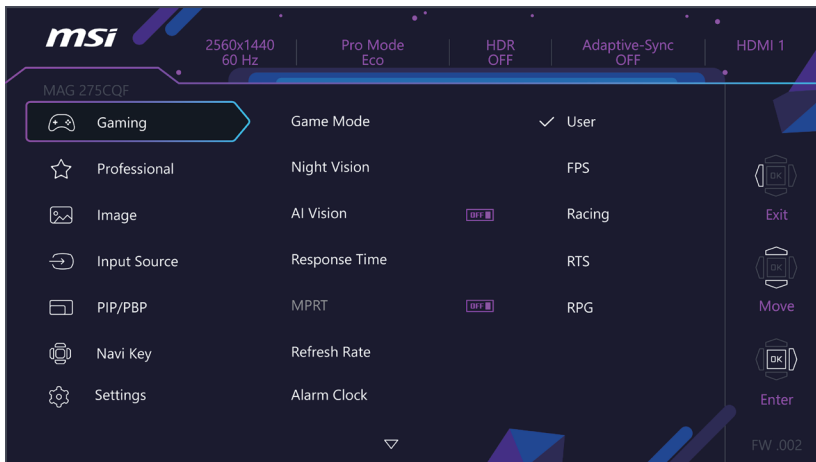 msi
2560x1440
60 Hz
Pro Mode
Eco
HDR
OFF
Adaptive-Sync
OFF
HDMI 1
MAG 275CQF
Gaming
Professional
Image
Input Source
PIP/PBP
Navi Key
Settings
Game Mode
Night Vision
AI Vision
OFF
Response Time
MPRT
OFF
Refresh Rate
Alarm Clock
User
FPS
Racing
RTS
RPG
OK
Exit
OK
Move
OK
Enter
FW .002